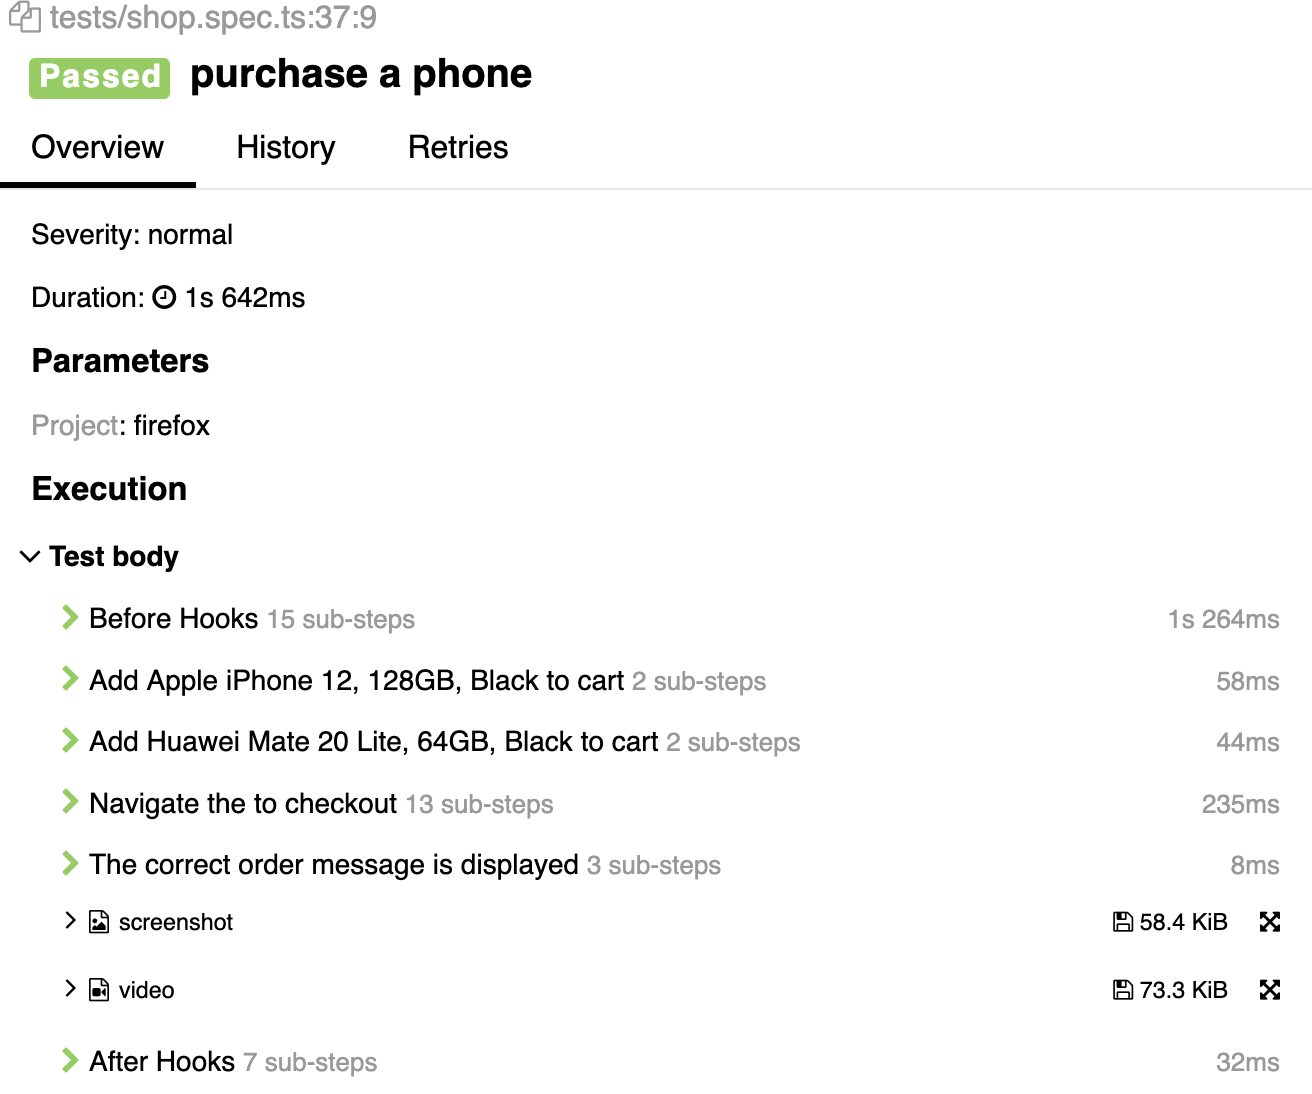 tests/shop.spec.ts:37:9
Passed purchase a phone
Overview History Retries
Severity: normal
Duration: 1s 642ms
Parameters
Project: firefox
Execution
Test body
Before Hooks 15 sub-steps 1s 264ms
Add Apple iPhone 12, 128GB, Black to cart 2 sub-steps 58ms
Add Huawei Mate 20 Lite, 64GB, Black to cart 2 sub-steps 44ms
Navigate the to checkout 13 sub-steps 235ms
The correct order message is displayed 3 sub-steps 8ms
screenshot 58.4 KiB
video 73.3 KiB
After Hooks 7 sub-steps 32ms